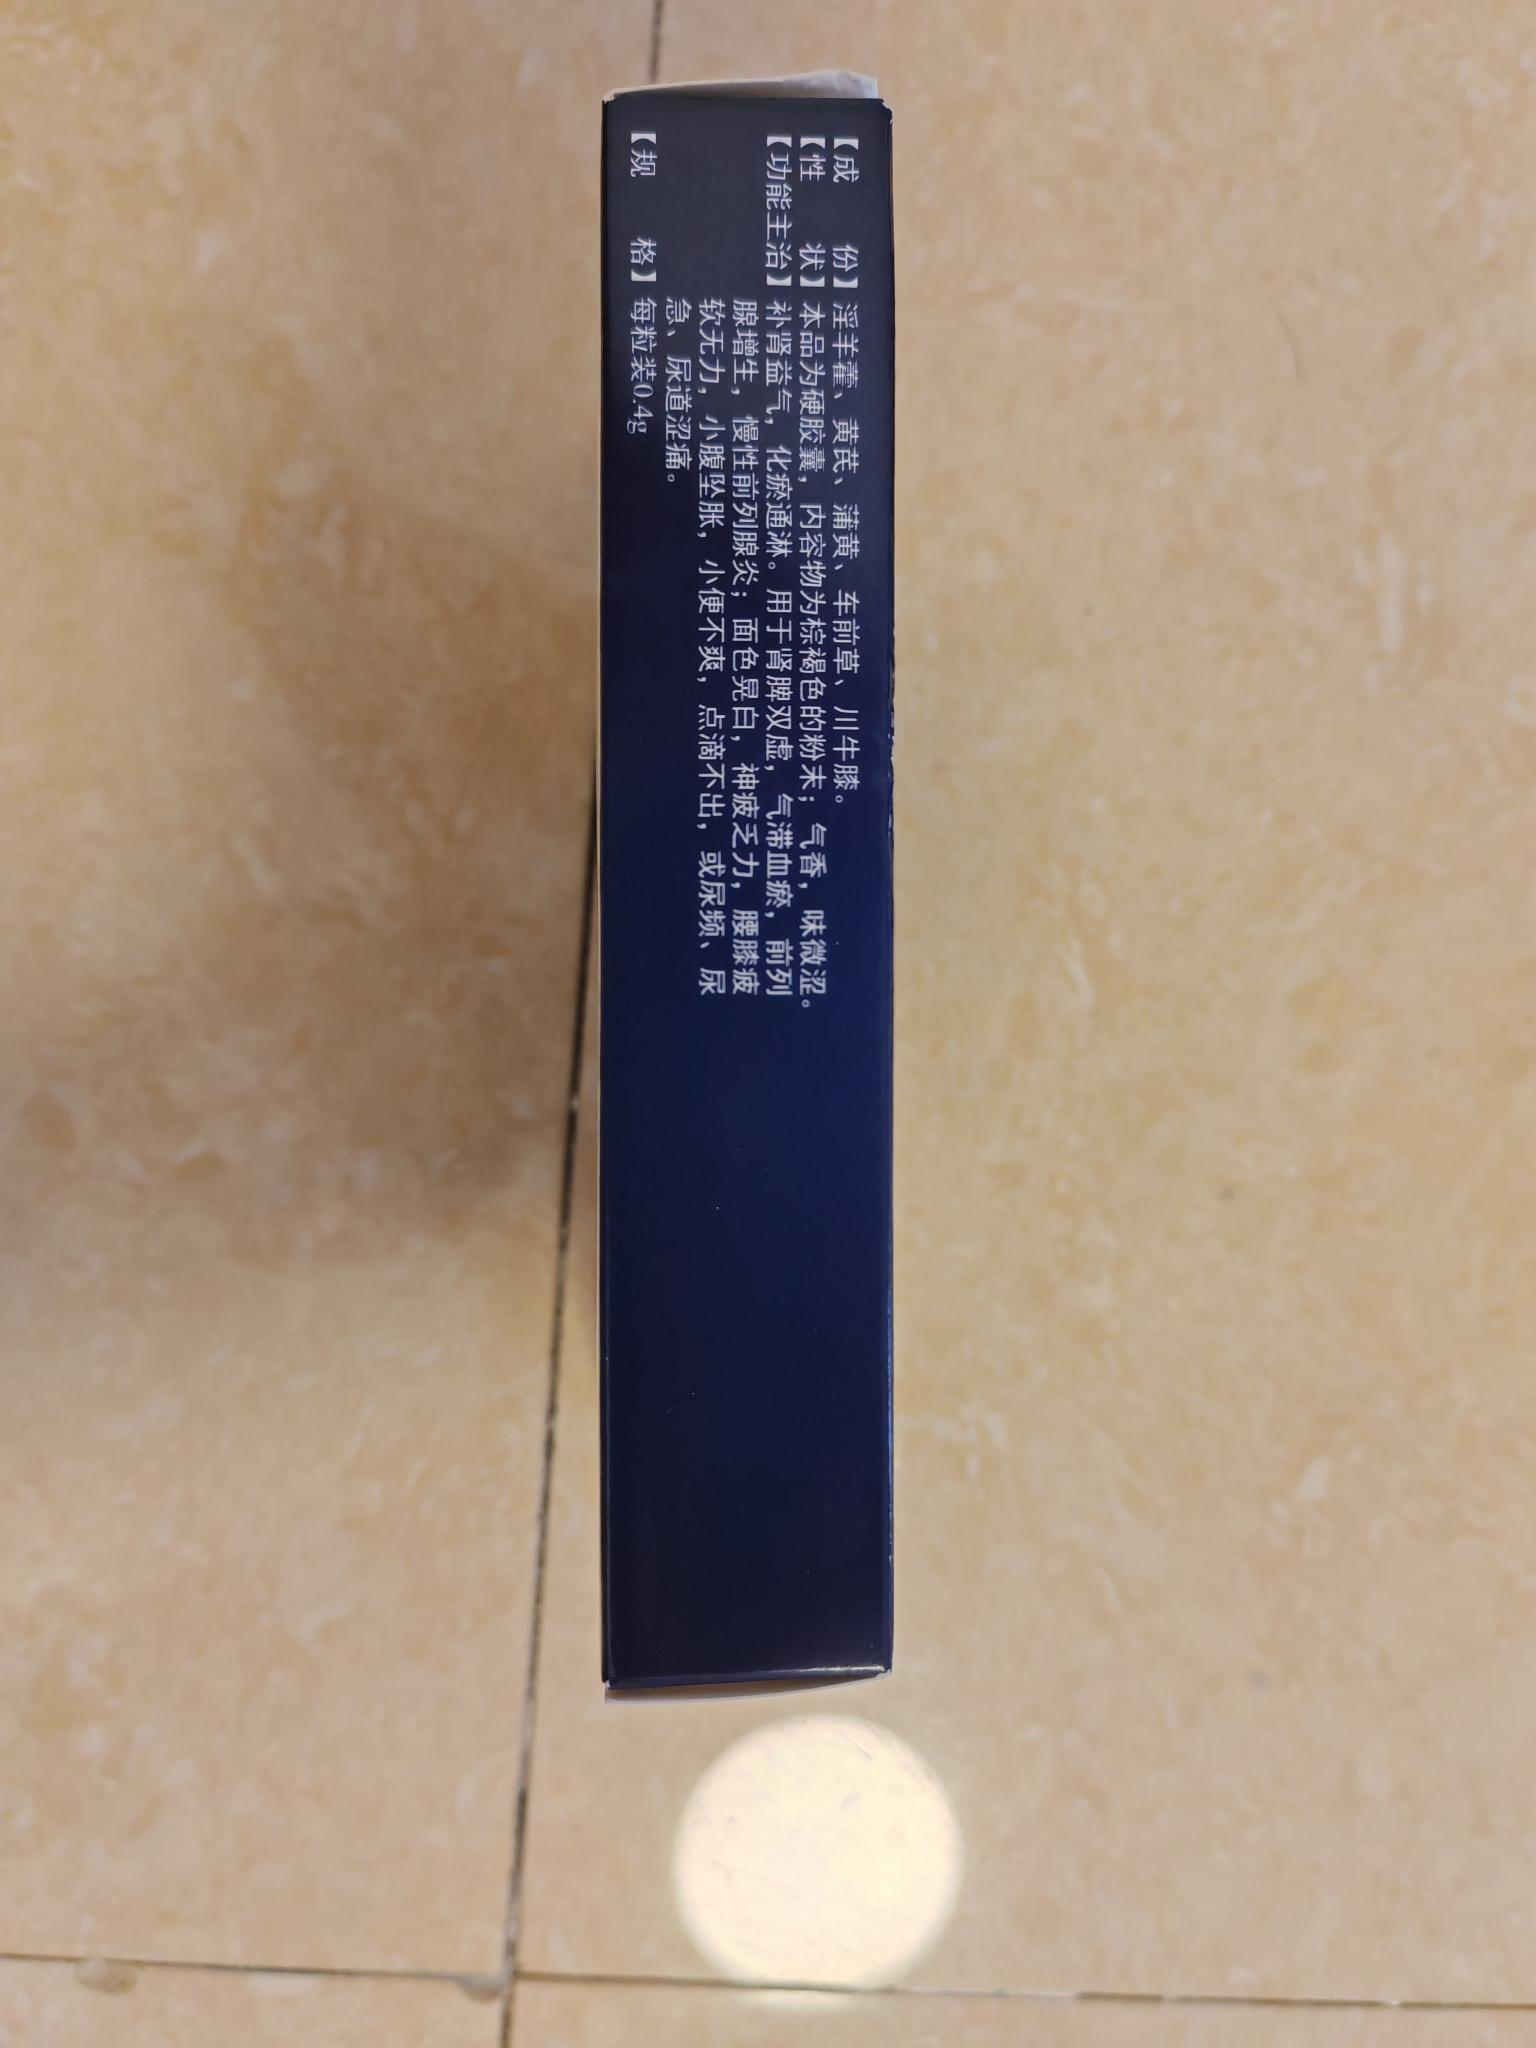 【成 份】淫羊藿、黄芪、蒲黄、车前草、川牛膝。
【性 状】本品为硬胶囊，内容物为棕褐色的粉末；气香，味微涩。
【功能主治】补肾益气，化瘀通淋。用于肾脾双虚，气滞血瘀，前列
腺增生，慢性前列腺炎；面色晃白，神疲乏力，腰膝疲
软无力，小腹坠胀，小便不爽，点滴不出，或尿频、尿
急、尿道涩痛。
【规 格】每粒装0.4g